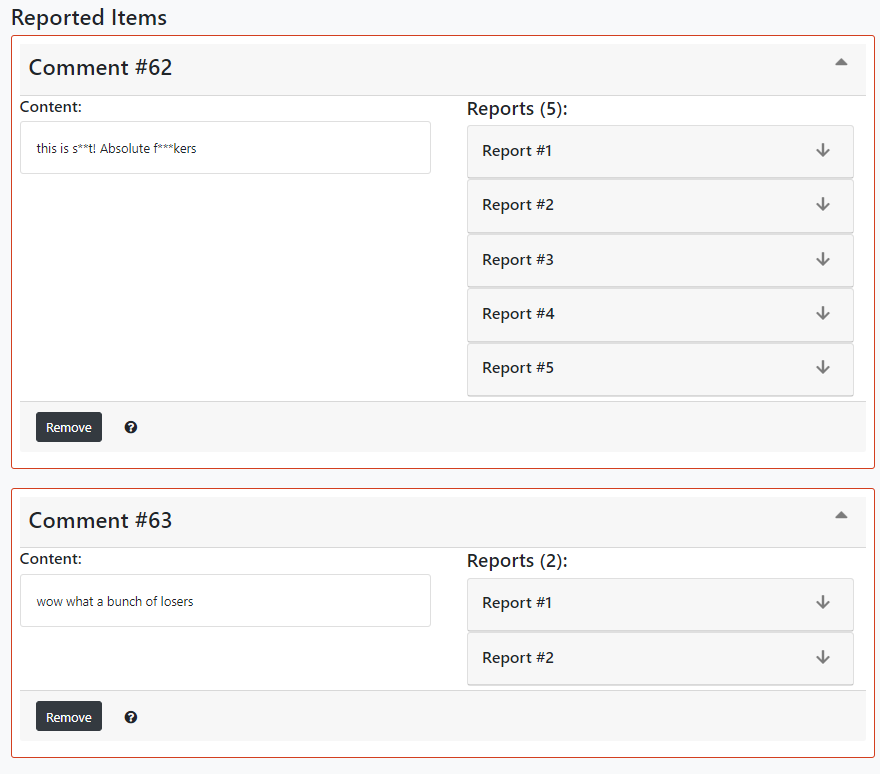 Reported Items
Comment #62
Content:
this is s**t! Absolute f***kers
Reports (5):
Report #1
Report #2
Report #3
Report #4
Report #5
Remove
Comment #63
Content:
wow what a bunch of losers
Reports (2):
Report #1
Report #2
Remove